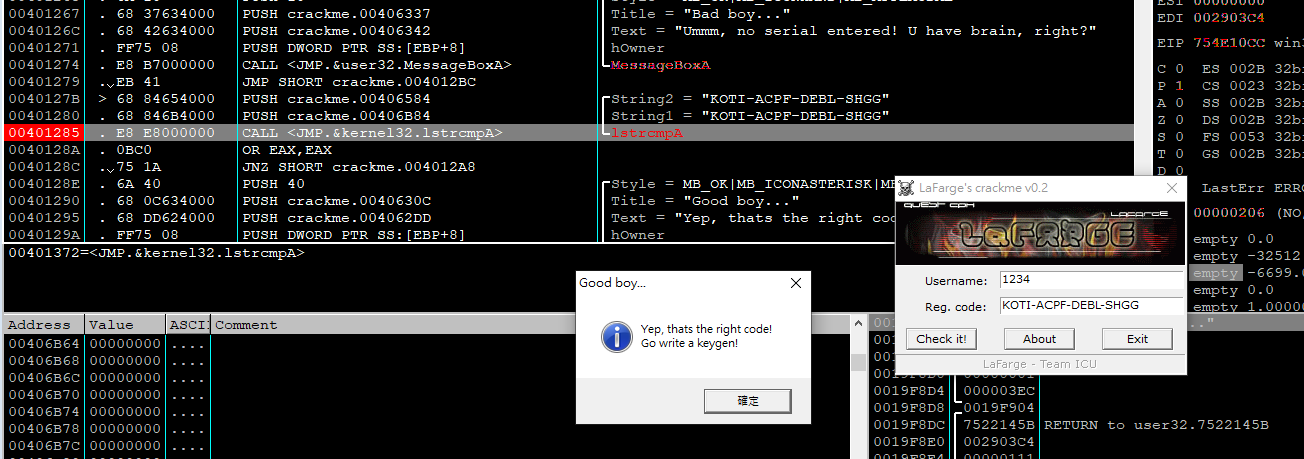 00401267 . 68 37634000 PUSH crackme.00406337 Title = "Bad boy..."
0040126C . 68 42634000 PUSH crackme.00406342 Text = "Ummm, no serial entered! U have brain, right?"
00401271 . FF75 08 PUSH DWORD PTR SS:[EBP+8] hOwner
00401274 . E8 B7000000 CALL <JMP.&user32.MessageBoxA> MessageBoxA
00401279 . EB 41 JMP SHORT crackme.004012BC
0040127B > 68 84654000 PUSH crackme.00406584 String2 = "KOTI-ACPF-DEBL-SHGG"
00401280 . 68 846B4000 PUSH crackme.00406B84 String1 = "KOTI-ACPF-DEBL-SHGG"
00401285 . E8 E8000000 CALL <JMP.&kernel32.lstrcmpA> lstrcmpA
0040128A . 0BC0 OR EAX,EAX
0040128C . 75 1A JNZ SHORT crackme.004012A8
0040128E . 6A 40 PUSH 40 Style = MB_OK|MB_ICONASTERISK|
00401290 . 68 0C634000 PUSH crackme.0040630C Title = "Good boy..."
00401295 . 68 DD624000 PUSH crackme.004062DD Text = "Yep, thats the right
0040129A . FF75 08 PUSH DWORD PTR SS:[EBP+8] hOwner
00401372=<JMP.&kernel32.lstrcmpA>
EDI 002903C4
EIP 754E10CC
C 0 ES 002B 32bi
P 1 CS 0023 32bi
A 0 SS 002B 32bi
Z 0 DS 002B 32bi
S 0 FS 0053 32bi
T 0 GS 002B 32bi
D 0
LastErr ERR
00000206 (NO,
empty 0.0
empty -32512
empty -6699.0
empty 0.0
empty 1.0000
LaFarge's crackme v0.2
LAFARGE
Username: 1234
Reg. code: KOTI-ACPF-DEBL-SHGG
Check it! About Exit
LaFarge - Team ICU
Good boy...
Yep, thats the right code!
Go write a keygen!
確定
Address Value ASCII Comment
00406B64 00000000 ....
00406B68 00000000 ....
00406B6C 00000000 ....
00406B70 00000000 ....
00406B74 00000000 ....
00406B78 00000000 ....
00406B7C 00000000 ....
0019F8D4 000003EC
0019F8D8 0019F904
0019F8DC 7522145B RETURN to user32.7522145B
0019F8E0 002903C4
0019F8E4 00000111